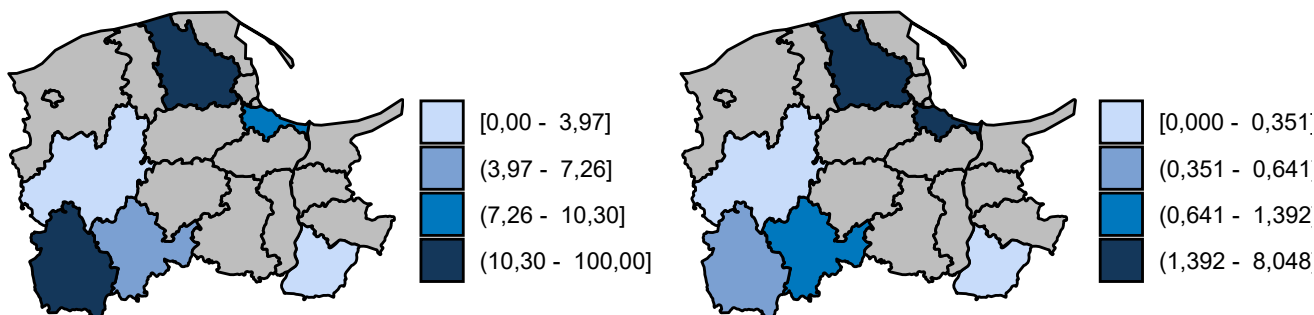 [0,00 - 3,97]
(3,97 - 7,26]
(7,26 - 10,30]
(10,30 - 100,00]
[0,000 - 0,351]
(0,351 - 0,641]
(0,641 - 1,392]
(1,392 - 8,048]